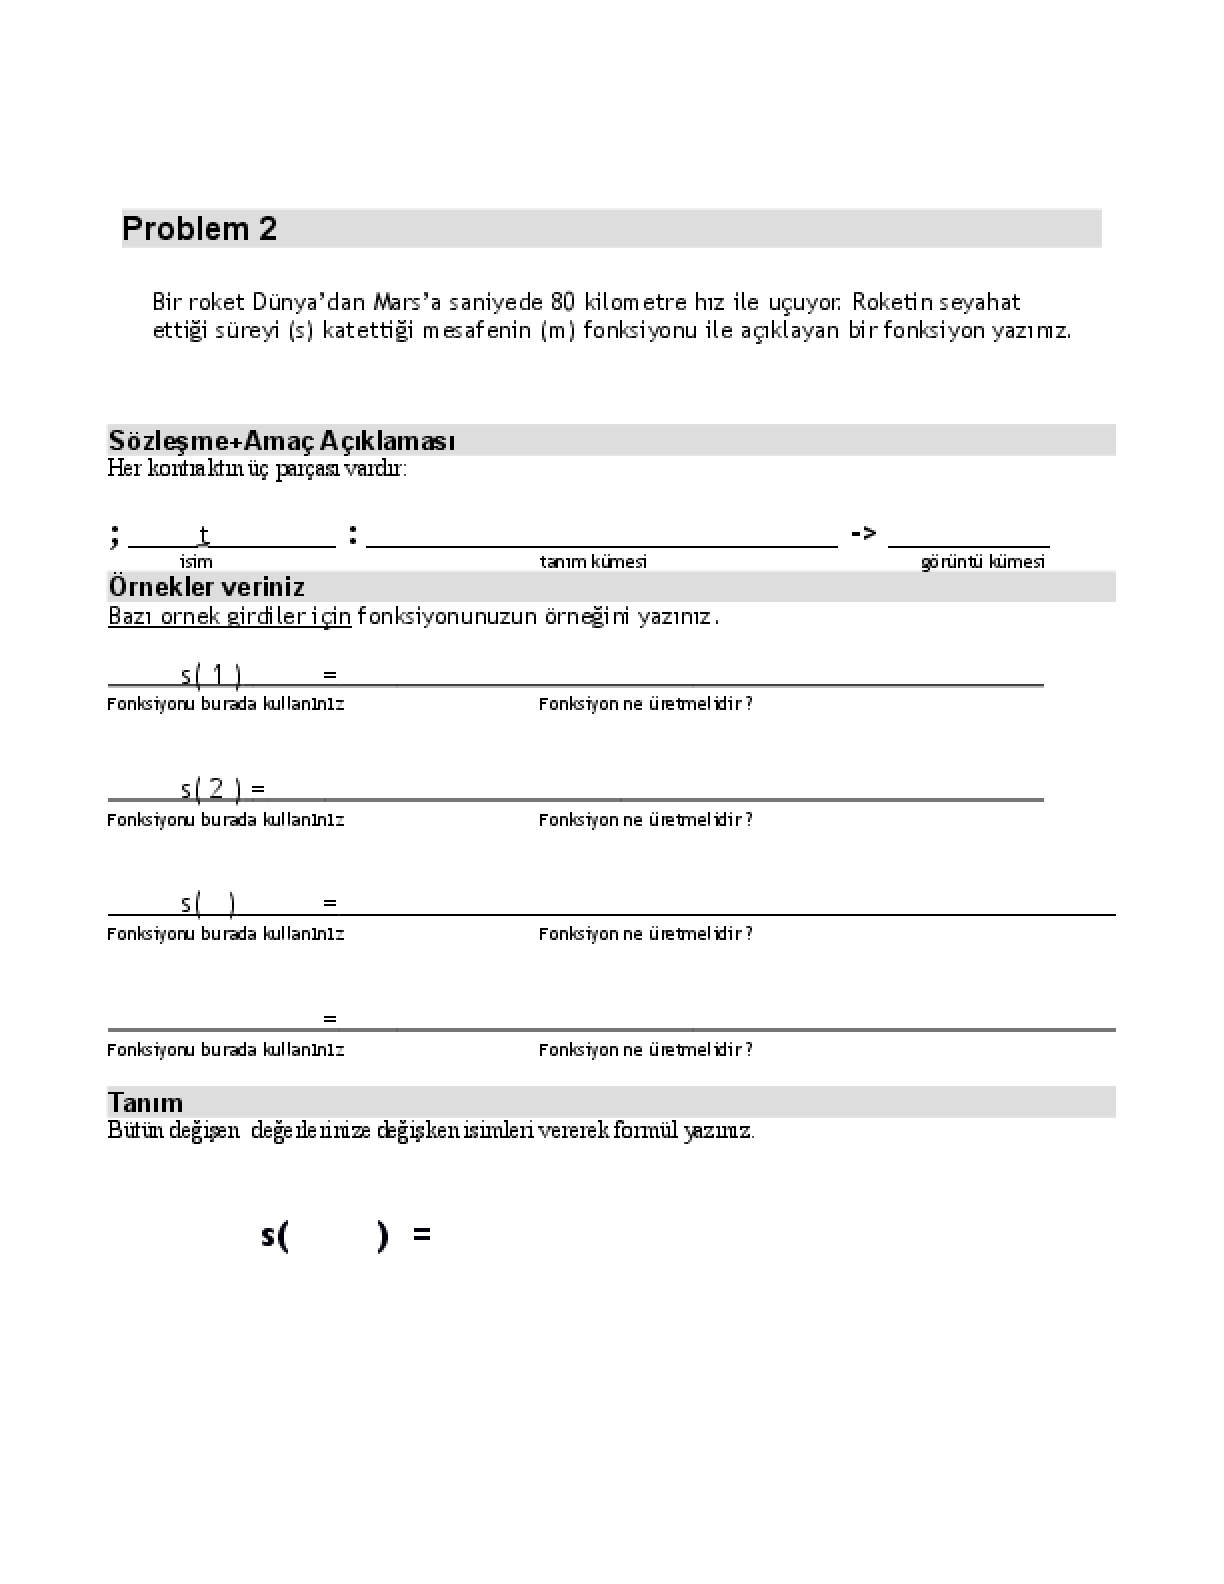 Problem 2
Bir roket Dünya’dan Mars’a saniyede 80 kilometre hız ile uçuyor. Roketin seyahat
ettiği süreyi (s) katettiği mesafenin (m) fonksiyonu ile açıklayan bir fonksiyon yazınız.
Sözleşme+Amaç Açıklaması
Her kontraktın üç parçası vardır:
; t : ->
isim tanım kümesi görüntü kümesi
Örnekler veriniz
Bazı ornek girdiler için fonksiyonunuzun örneğini yazınız.
s( 1 ) =
Fonksiyonu burada kullanınız Fonksiyon ne üretmelidir?
s( 2 ) =
Fonksiyonu burada kullanınız Fonksiyon ne üretmelidir?
s( ) =
Fonksiyonu burada kullanınız Fonksiyon ne üretmelidir?
=
Fonksiyonu burada kullanınız Fonksiyon ne üretmelidir?
Tanım
Bütün değişen değerlerinize değişken isimleri vererek formül yazınız.
s( ) =